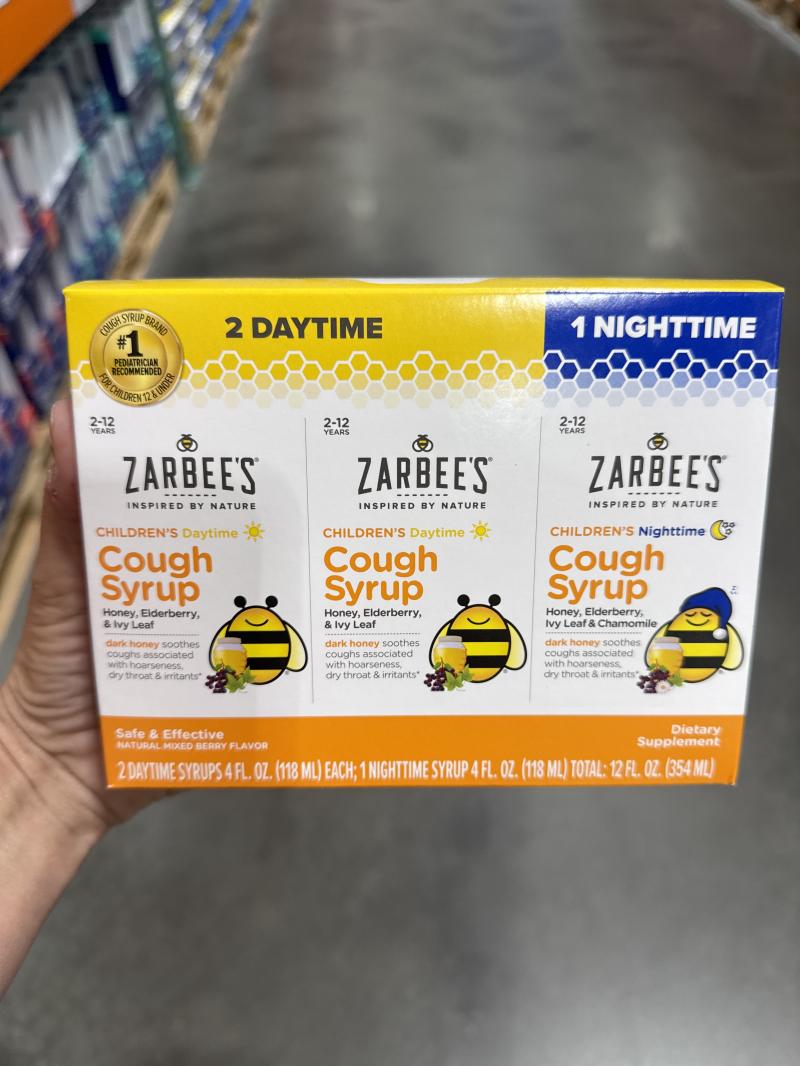 COUGH SYRUP BRAND
#1
PEDIATRICIAN
RECOMMENDED
FOR CHILDREN 12 & UNDER
2 DAYTIME
1 NIGHTTIME
2-12
YEARS
ZARBEE'S®
INSPIRED BY NATURE
CHILDREN'S Daytime
Cough
Syrup
Honey, Elderberry,
& Ivy Leaf
dark honey soothes
coughs associated
with hoarseness,
dry throat & irritants*
2-12
YEARS
ZARBEE'S®
INSPIRED BY NATURE
CHILDREN'S Daytime
Cough
Syrup
Honey, Elderberry,
& Ivy Leaf
dark honey soothes
coughs associated
with hoarseness,
dry throat & irritants*
2-12
YEARS
ZARBEE'S®
INSPIRED BY NATURE
CHILDREN'S Nighttime
Cough
Syrup
Honey, Elderberry,
Ivy Leaf & Chamomile
dark honey soothes
coughs associated
with hoarseness,
dry throat & irritants*
Safe & Effective
NATURAL MIXED BERRY FLAVOR
Dietary
Supplement
2 DAYTIME SYRUPS 4 FL. OZ. (118 ML) EACH; 1 NIGHTTIME SYRUP 4 FL. OZ. (118 ML) TOTAL: 12 FL. OZ. (354 ML)